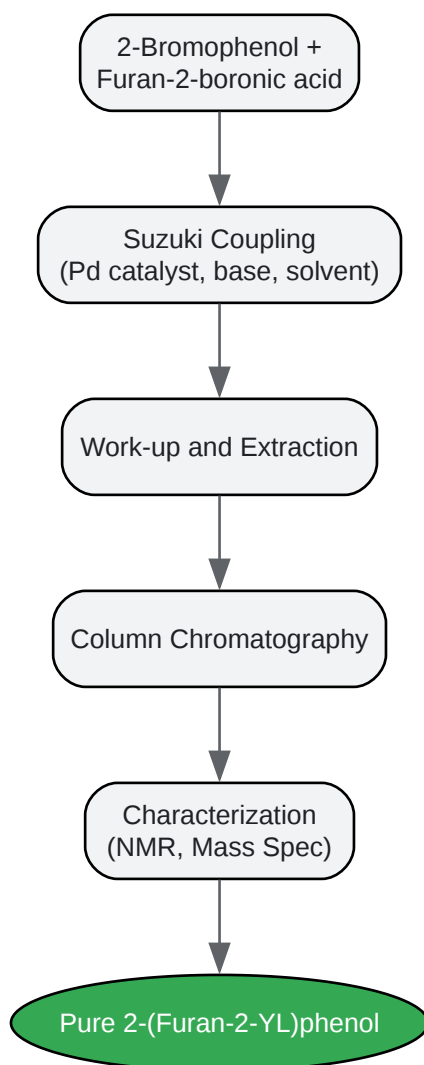 2-Bromophenol +
Furan-2-boronic acid
Suzuki Coupling
(Pd catalyst, base, solvent)
Work-up and Extraction
Column Chromatography
Characterization
(NMR, Mass Spec)
Pure 2-(Furan-2-YL)phenol